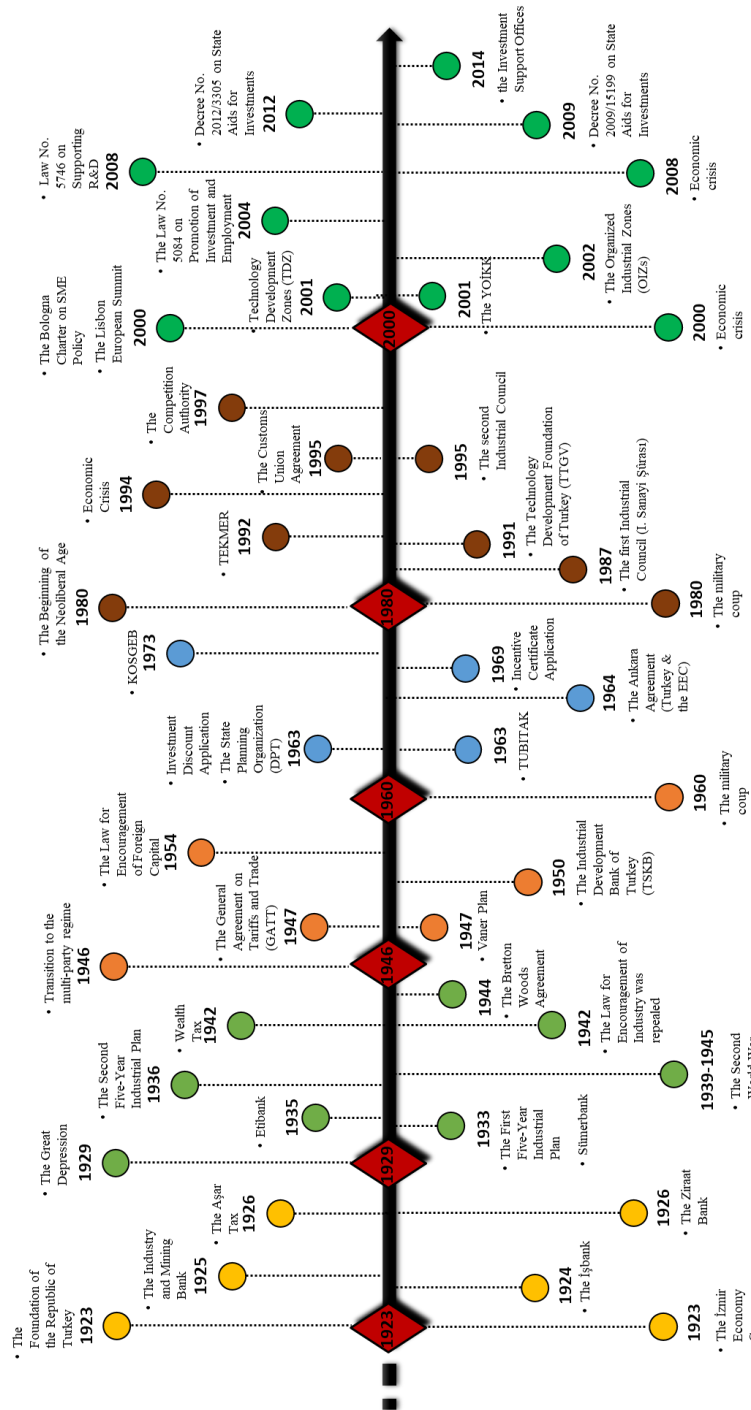 • The
Foundation of
the Republic of
Turkey
1923
• The Industry
and Mining
Bank
1925
• The Aşar
Tax
1926
• The Great
Depression
1929
• Etibank
1935
• The Second
Five-Year
Industrial Plan
1936
• Wealth
Tax
1942
• Transition to the
multi-party regime
1946
• The General
Agreement on
Tariffs and Trade
(GATT)
1947
• The Law for
Encouragement
of Foreign
Capital
1954
• Investment
Discount
Application
• The State
Planning
Organization
(DPT)
1963
• KOSGEB
1973
• The Beginning of
the Neoliberal Age
1980
• TEKMER
1992
• Economic
Crisis
1994
• The Customs
Union
Agreement
1995
• The
Competition
Authority
1997
• The Bologna
Charter on SME
Policy
• The Lisbon
European Summit
2000
• Technology
Development
Zones (TDZ)
2001
• The Law No.
5084 on
Promotion of
Investment and
Employment
2004
• Law No.
5746 on
Supporting
R&D
2008
• Decree No.
2012/3305 on State
Aids for
Investments
2012
1923
1929
1946
1960
1980
2000
1923
• The İzmir
Economy
1924
• The İşbank
1926
• The Ziraat
Bank
1933
• The First
Five-Year
Industrial
Plan
• Sümerbank
1939-1945
• The Second
1942
• The Law for
Encouragement of
Industry was
repealed
1944
• The Bretton
Woods
Agreement
1947
• Vaner Plan
1950
• The Industrial
Development
Bank of
Turkey
(TSKB)
1960
• The military
coup
1963
• TUBITAK
1964
• The Ankara
Agreement
(Turkey &
the EEC)
1969
• Incentive
Certificate
Application
1980
• The military
coup
1987
• The first Industrial
Council (I. Sanayi Şûrası)
1991
• The Technology
Development Foundation
of Turkey (TTGV)
1995
• The second
Industrial Council
2000
• Economic
crisis
2001
• The YOİKK
2002
• The Organized
Industrial Zones
(OIZs)
2008
• Economic
crisis
2009
• Decree No.
2009/15199 on State
Aids for
Investments
2014
• the Investment
Support Offices